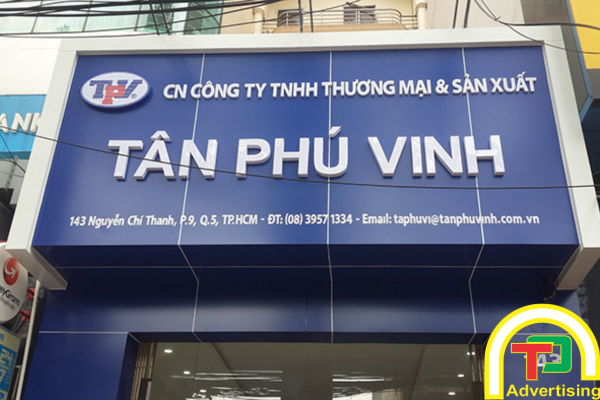 TPV ®
CN CÔNG TY TNHH THƯƠNG MẠI & SẢN XUẤT
TÂN PHÚ VINH
143 Nguyễn Chí Thanh, P.9, Q.5, TP.HCM - ĐT: (08) 3957 1334 - Email: taphuvi@tanphuvinh.com.vn
Advertising